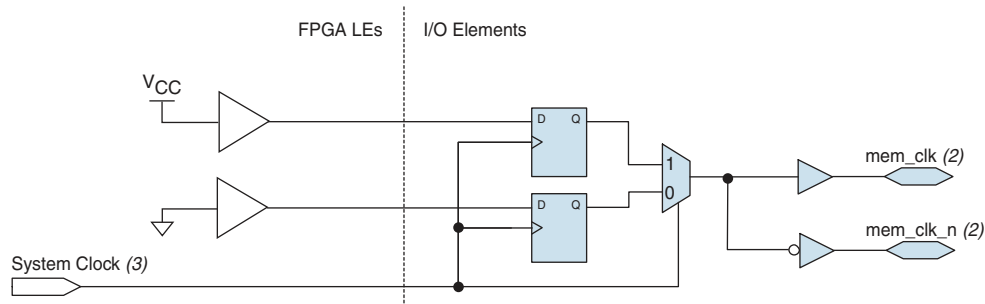 FPGA LEs
I/O Elements
VCC
D Q
1
mem_clk (2)
0
D Q
mem_clk_n (2)
System Clock (3)